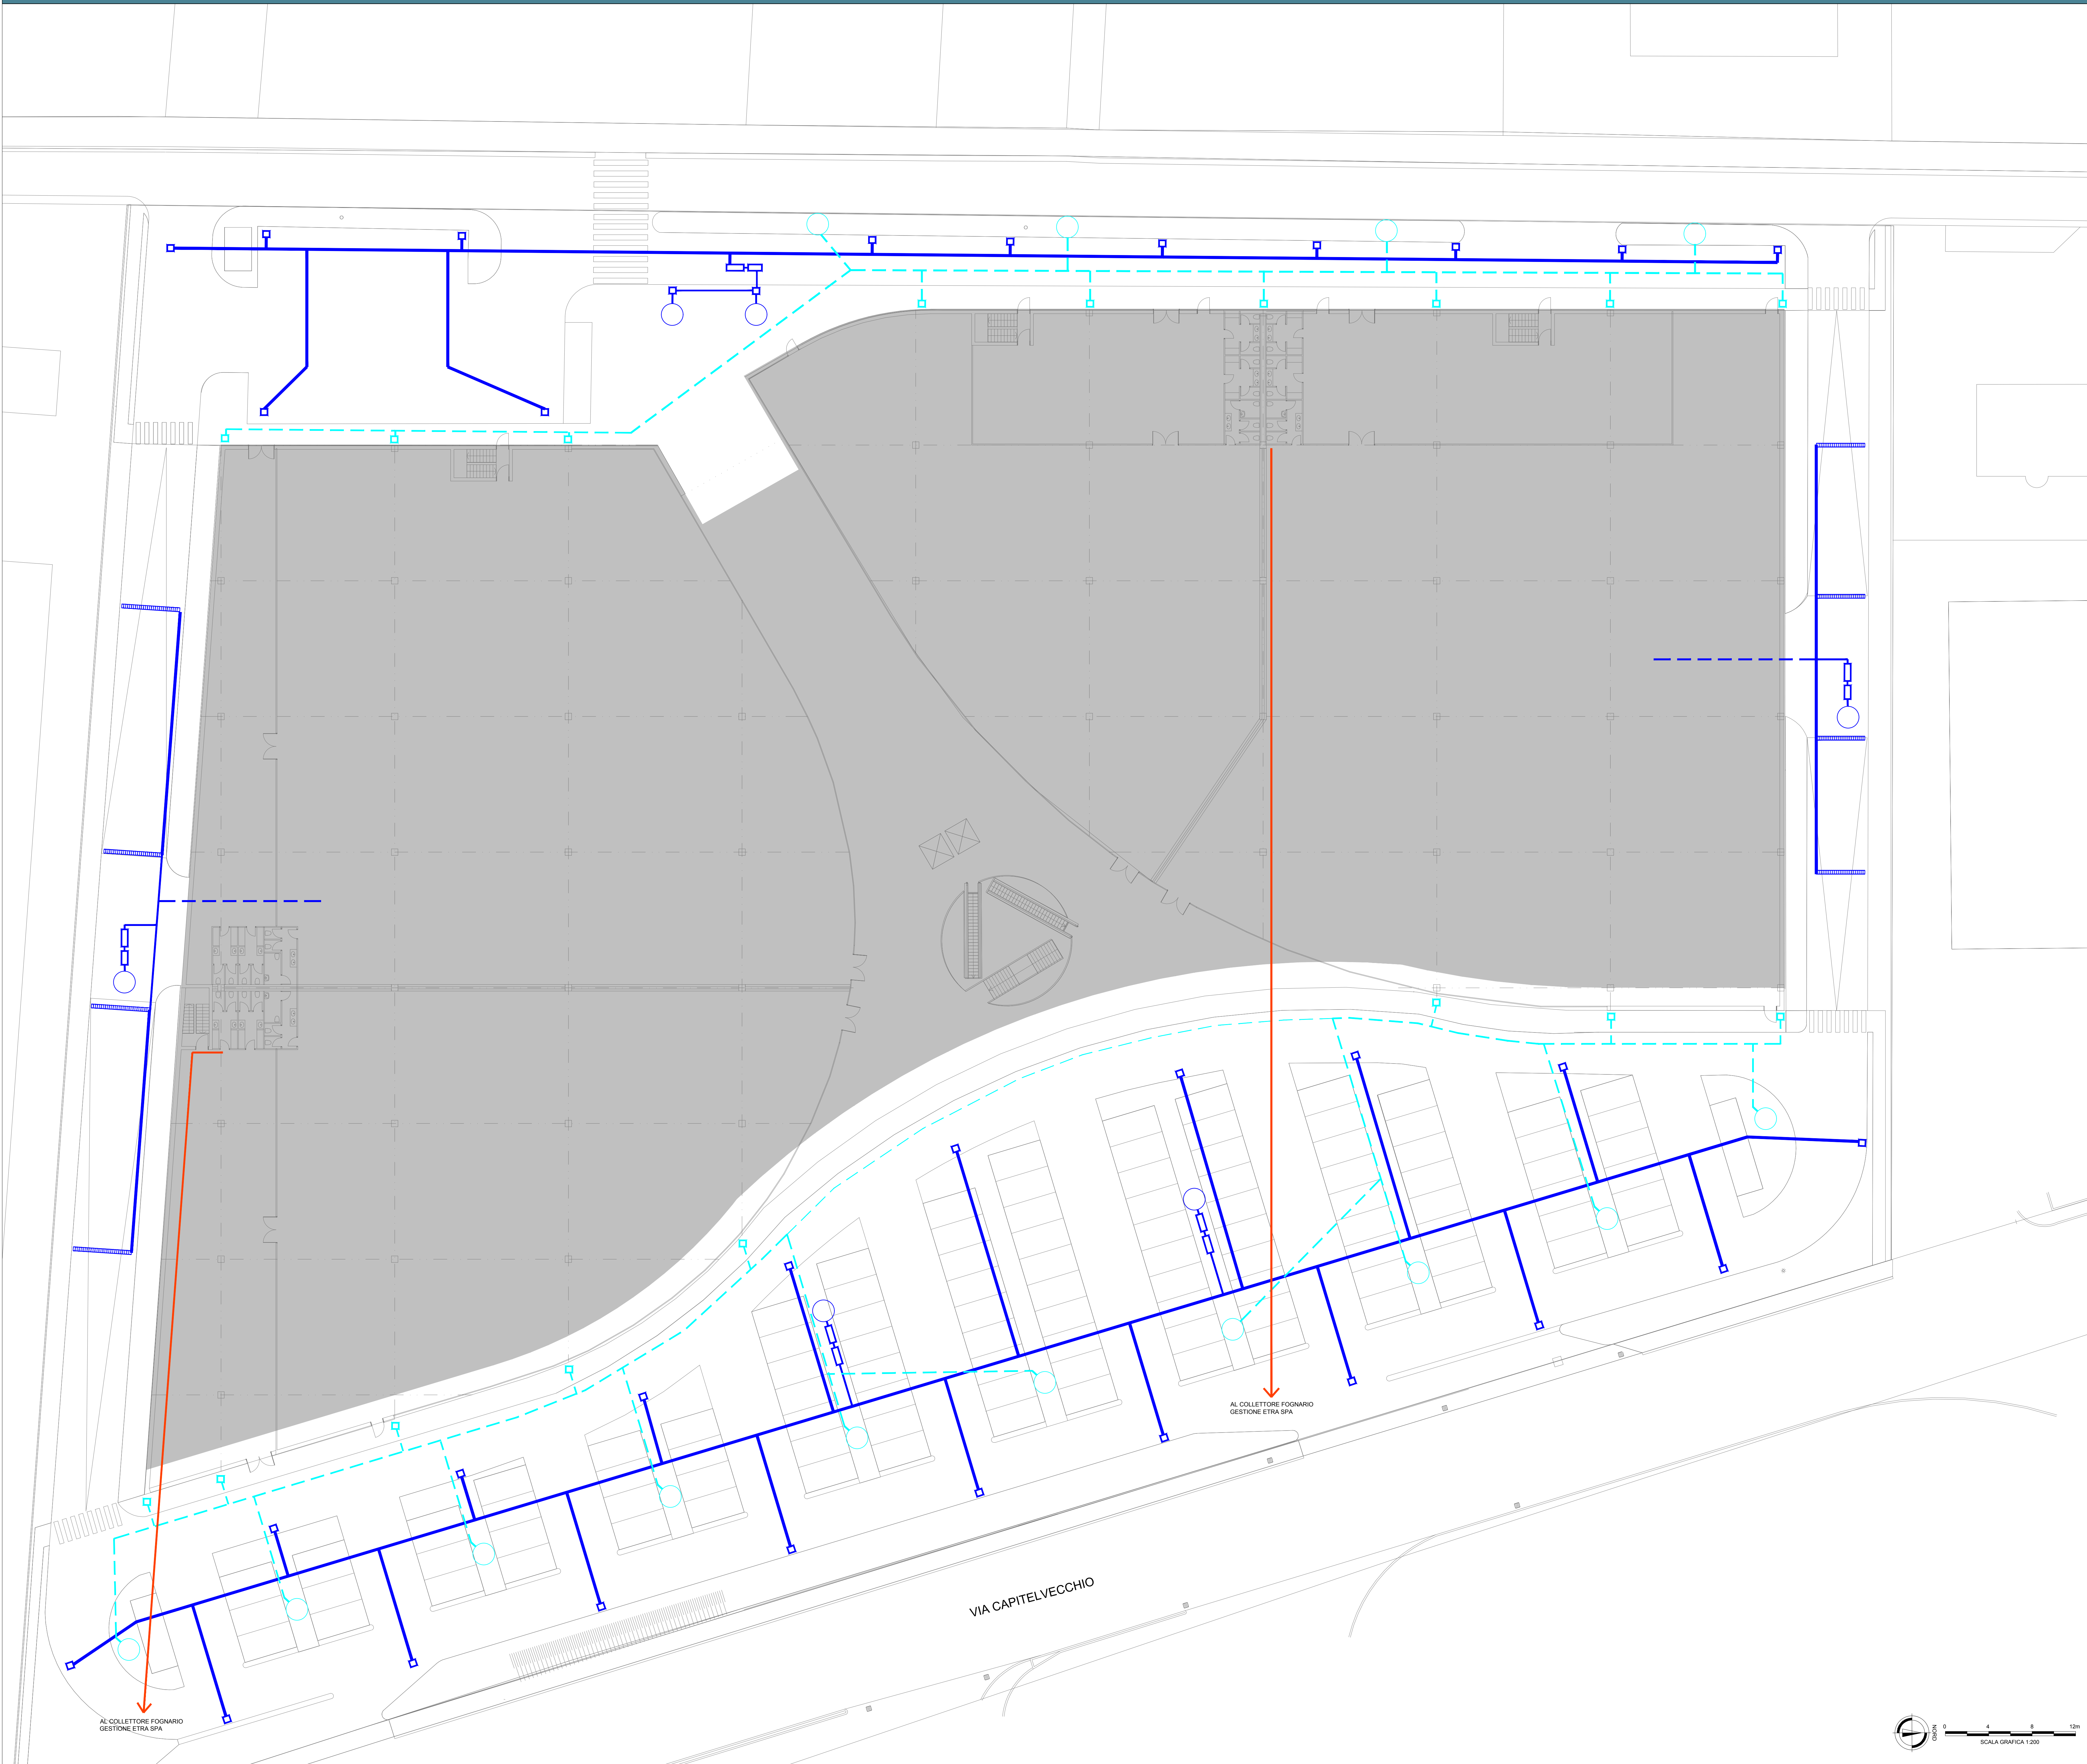 AL COLLETTORE FOGNARIO
GESTIONE ETRA SPA
VIA CAPITELVECCHIO
AL COLLETTORE FOGNARIO
GESTIONE ETRA SPA
NORD
0 4 8 12m
SCALA GRAFICA 1:200